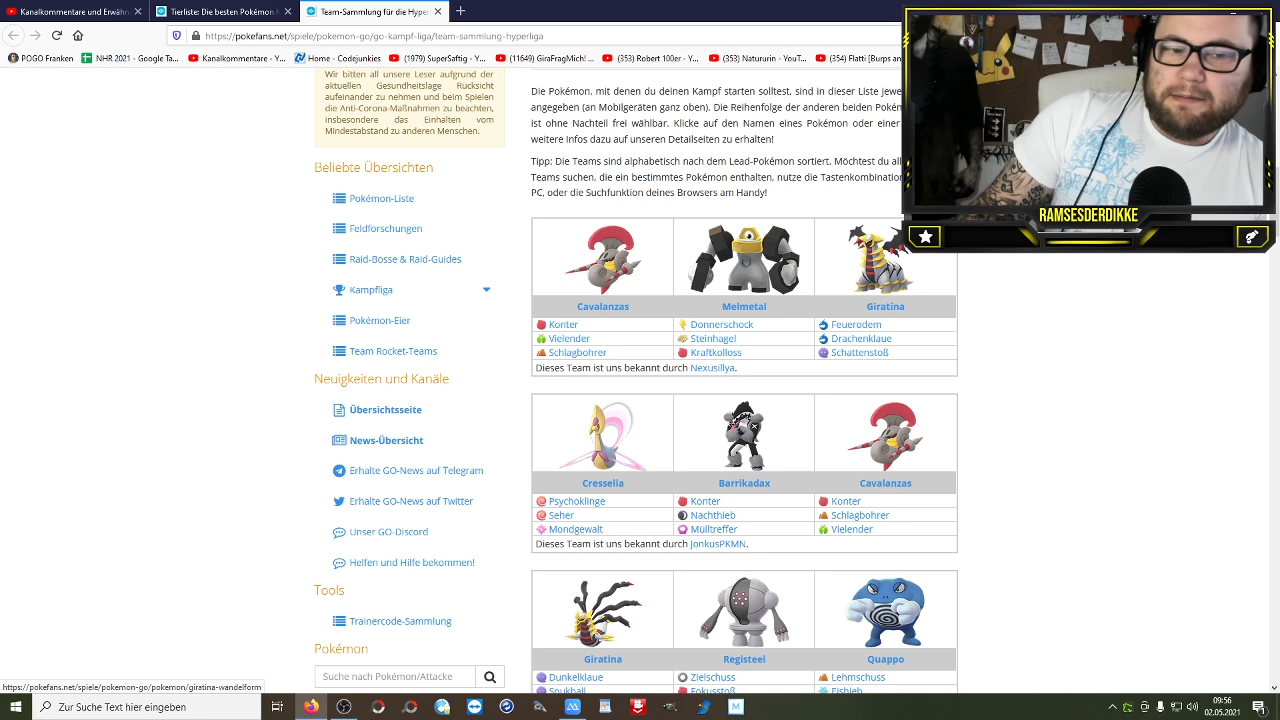 Kanalkommentare und Erwähn
Tierliste: Die besten Pokémon
Team-Sammlung für die Hyper
https://pokefans.net/spiele/pokemon-go/go-kampf-liga/team-sammlung-hyperliga
POGO Franken
NHR 2021 - Flatti Ta...
Kanalkommentare - Y...
Home - Codejunkies
(1979) SuperSaftig - Y...
(11649) GiraFragMich! ...
(353) Robert 100er - Y...
(353) Natururin - YouT...
(354) Flatti [Burps an
Wir bitten all unsere Leser aufgrund der
aktuellen Gesundheitslage Rücksicht
aufeinander zu nehmen und beim Spielen
die Anti-Corona-Maßnahmen zu beachten,
insbesondere das Einhalten vom
Mindestabstand zu anderen Menschen.
Beliebte Übersichten
Pokémon-Liste
Feldforschungen
Raid-Bosse & Raid-Guides
Kampfliga
Pokémon-Eier
Team Rocket-Teams
Neuigkeiten und Kanäle
Übersichtsseite
News-Übersicht
Erhalte GO-News auf Telegram
Erhalte GO-News auf Twitter
Unser GO-Discord
Helfen und Hilfe bekommen!
Tools
Trainercode-Sammlung
Pokémon
Suche nach Pokémon/Attacke
Die Pokémon, mit denen du deinen Kampf starten solltest, sind in dieser Liste jewe
angegeben (an Mobilgeräten ganz oben). Die Reihenfolge der anderen beiden Pokém
ist ohne Nachteil frei wählbar. Klicke auf den Namen eines Pokémon oder einer
weitere Infos dazu auf unseren Detailseiten zu erhalten!
Tipp: Die Teams sind alphabetisch nach dem Lead-Pokémon sortiert. Möchtest du all
Teams suchen, die ein bestimmtes Pokémon enthalten, nutze die Tastenkombination
PC, oder die Suchfunktion deines Browsers am Handy!
Cavalanzas Melmetal Giratina
Konter Donnerschock Feuerodem
Vielender Steinhagel Drachenklaue
Schlagbohrer Kraftkolloss Schattenstoß
Dieses Team ist uns bekannt durch Nexusillya.
Cresselia Barrikadax Cavalanzas
Psychoklinge Konter Konter
Seher Nachthieb Schlagbohrer
Mondgewalt Mülltreffer Vielender
Dieses Team ist uns bekannt durch JonkusPKMN.
Giratina Registeel Quappo
Dunkelklaue Zielschuss Lehmschuss
Spukball Fokusstoß Eishieb
RAMSESDERDIKKE
https://pokefans.net/spiele/pokemon-go/pokemon/giratina-wandelform
Zur Suche Text hier eingeben
09:56
02.05.2021